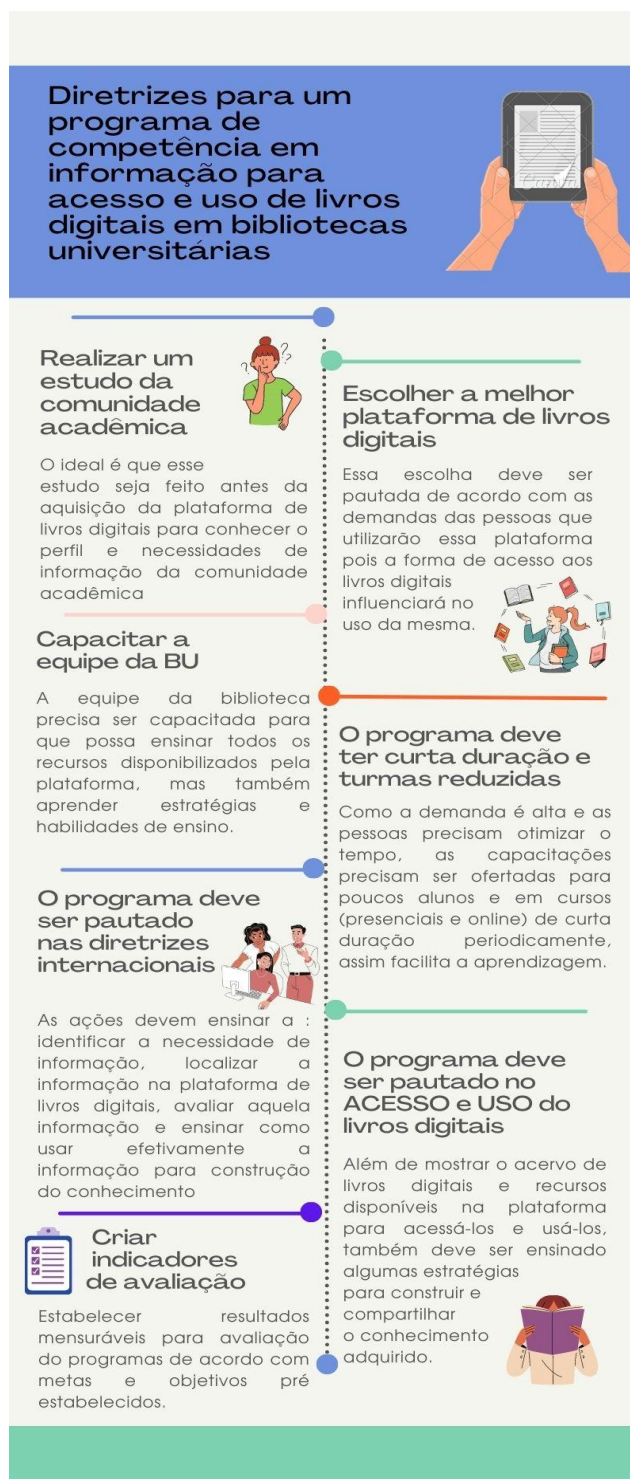 Diretrizes para um
programa de
competência em
informação para
acesso e uso de livros
digitais em bibliotecas
universitárias
Realizar um
estudo da
comunidade
acadêmica
O ideal é que esse
estudo seja feito antes da
aquisição da plataforma de
livros digitais para conhecer o
perfil e necessidades de
informação da comunidade
acadêmica
Escolher a melhor
plataforma de livros
digitais
Essa escolha deve ser
pautada de acordo com as
demandas das pessoas que
utilizarão essa plataforma
pois a forma de acesso aos
livros digitais
influenciará no
uso da mesma.
Capacitar a
equipe da BU
A equipe da biblioteca
precisa ser capacitada para
que possa ensinar todos os
recursos disponibilizados pela
plataforma, mas também
aprender estratégias e
habilidades de ensino.
O programa deve
ter curta duração e
turmas reduzidas
Como a demanda é alta e as
pessoas precisam otimizar o
tempo, as capacitações
precisam ser ofertadas para
poucos alunos e em cursos
(presenciais e online) de curta
duração periodicamente,
assim facilita a aprendizagem.
O programa deve
ser pautado
nas diretrizes
internacionais
As ações devem ensinar a :
identificar a necessidade de
informação, localizar a
informação na plataforma de
livros digitais, avaliar aquela
informação e ensinar como
usar efetivamente a
informação para construção
do conhecimento
O programa deve
ser pautado no
ACESSO e USO do
livros digitais
Além de mostrar o acervo de
livros digitais e recursos
disponíveis na plataforma
para acessá-los e usá-los,
também deve ser ensinado
algumas estratégias
para construir e
compartilhar
o conhecimento
adquirido.
Criar
indicadores
de avaliação
Estabelecer resultados
mensuráveis para avaliação
do programas de acordo com
metas e objetivos pré
estabelecidos.